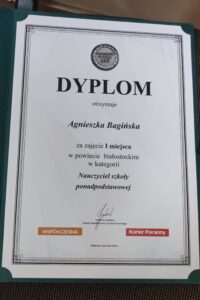 DYPLOM
otrzymuje
Agnieszka Bagińska
za zajęcie I miejsca
w powiecie białostockim
w kategorii
Nauczyciel szkoły
ponadpodstawowej
WSPÓŁCZESNA
Kurier Poranny